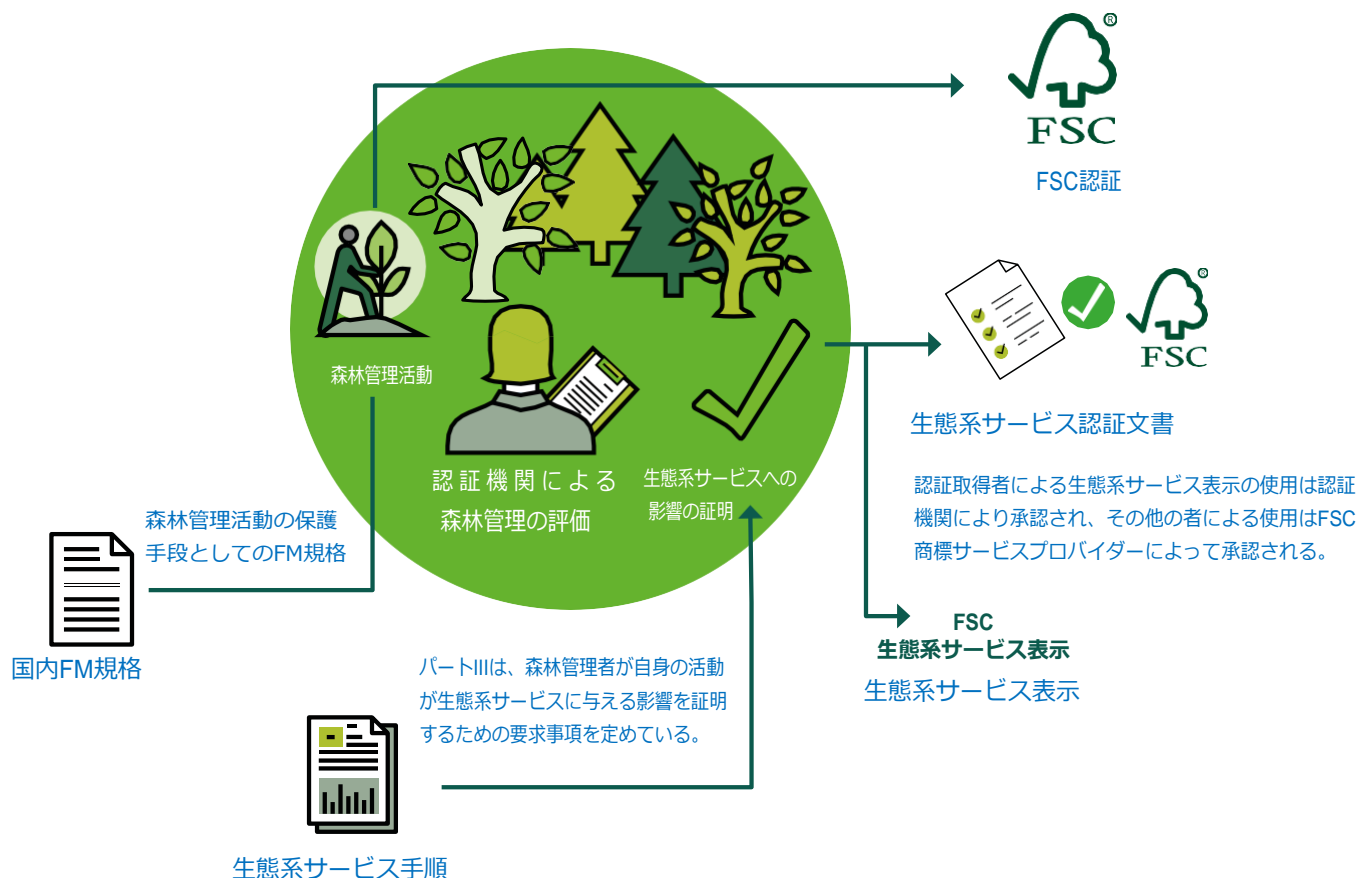 ®
FSC
FSC認証
森林管理活動
®
FSC
生態系サービス認証文書
認証機関による
森林管理の評価
生態系サービスへの
影響の証明
認証取得者による生態系サービス表示の使用は認証
機関により承認され、その他の者による使用はFSC
商標サービスプロバイダーによって承認される。
森林管理活動の保護
手段としてのFM規格
国内FM規格
FSC
生態系サービス表示
生態系サービス表示
パートIIIは、森林管理者が自身の活動
が生態系サービスに与える影響を証明
するための要求事項を定めている。
生態系サービス手順